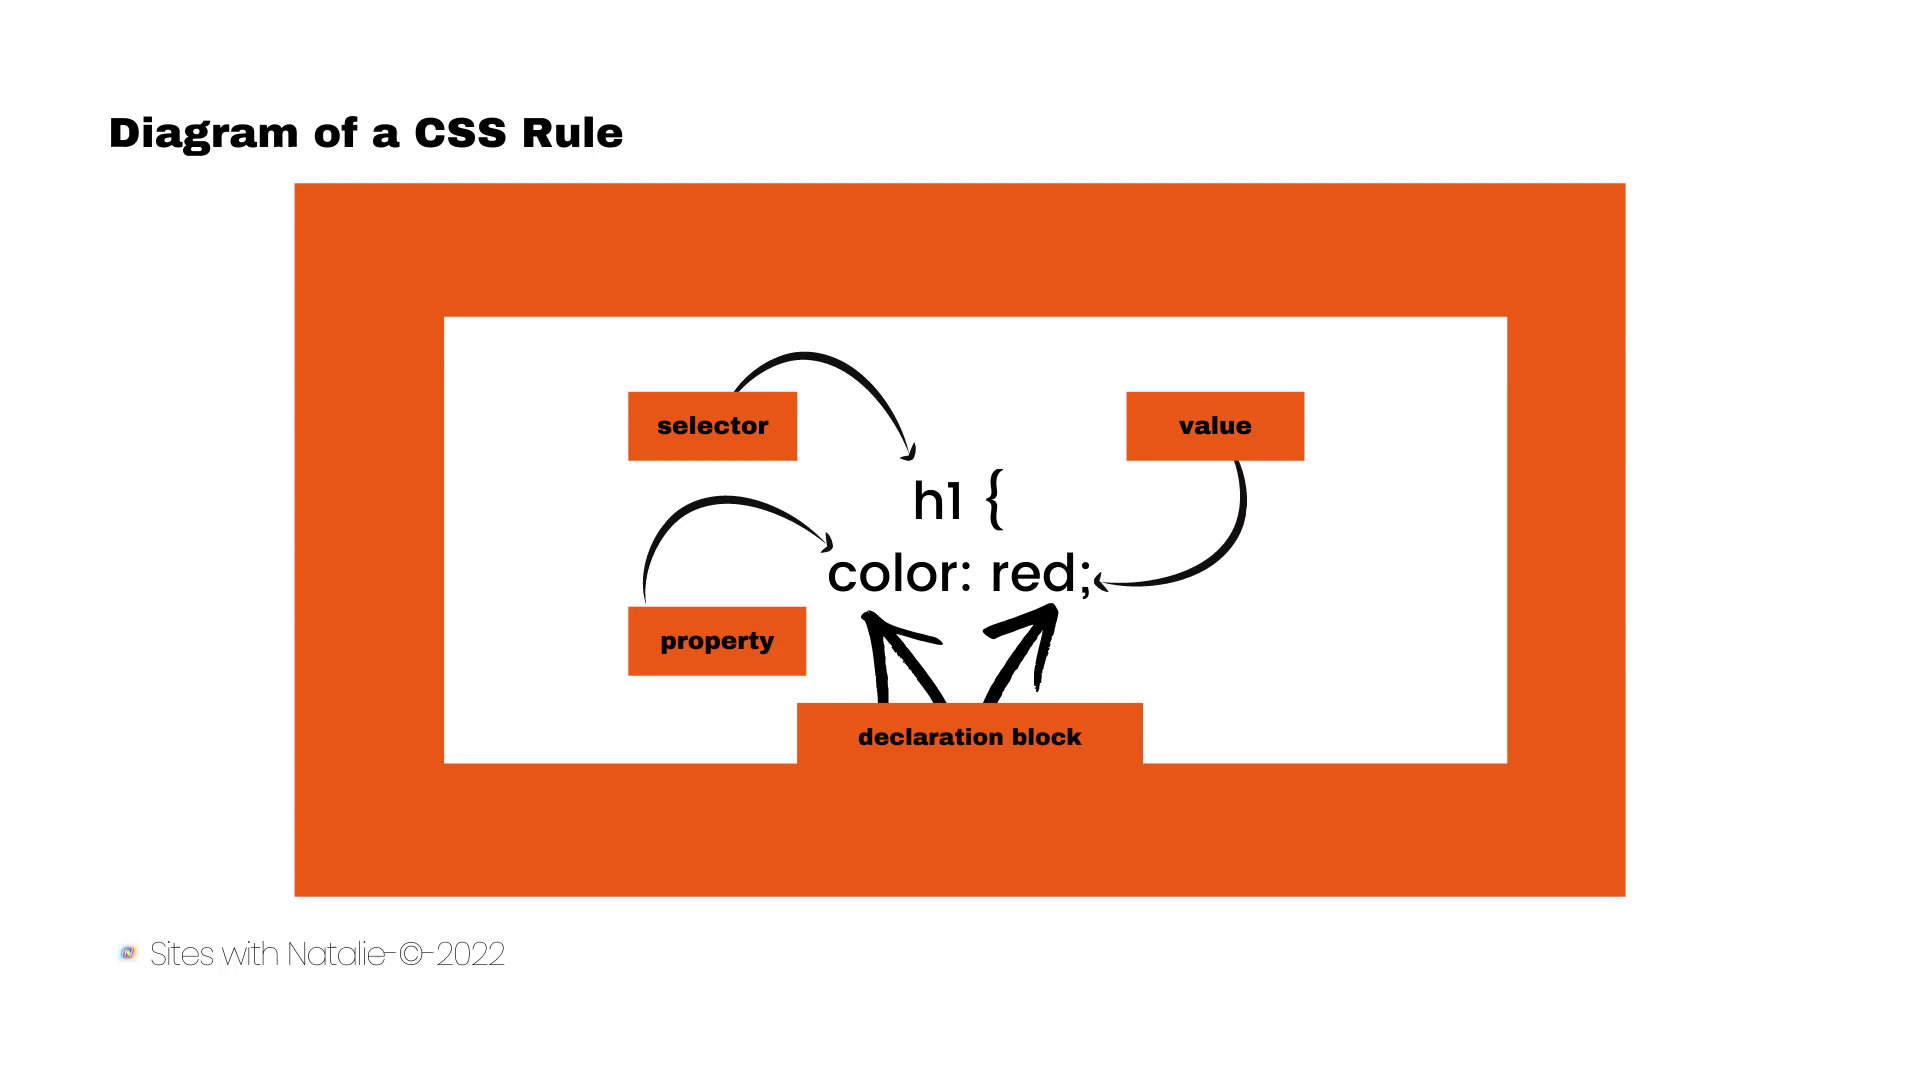 Diagram of a CSS Rule
selector
value
h1 {
color: red;
property
declaration block
Sites with Natalie-©-2022